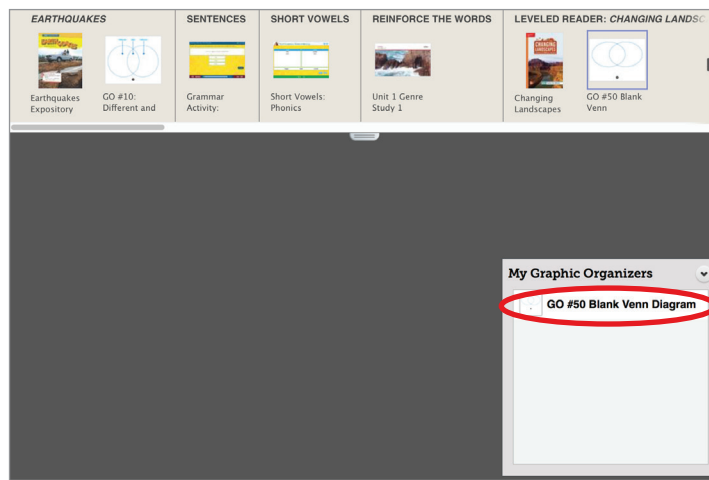 EARTHQUAKES
SENTENCES
SHORT VOWELS
REINFORCE THE WORDS
LEVELED READER: CHANGING LANDSC
CHANGING
LANDSCAPES
Earthquakes
Expository
GO #10:
Different and
Grammar
Activity:
Short Vowels:
Phonics
Unit 1 Genre
Study 1
Changing
Landscapes
GO #50 Blank
Venn
My Graphic Organizers
GO #50 Blank Venn Diagram